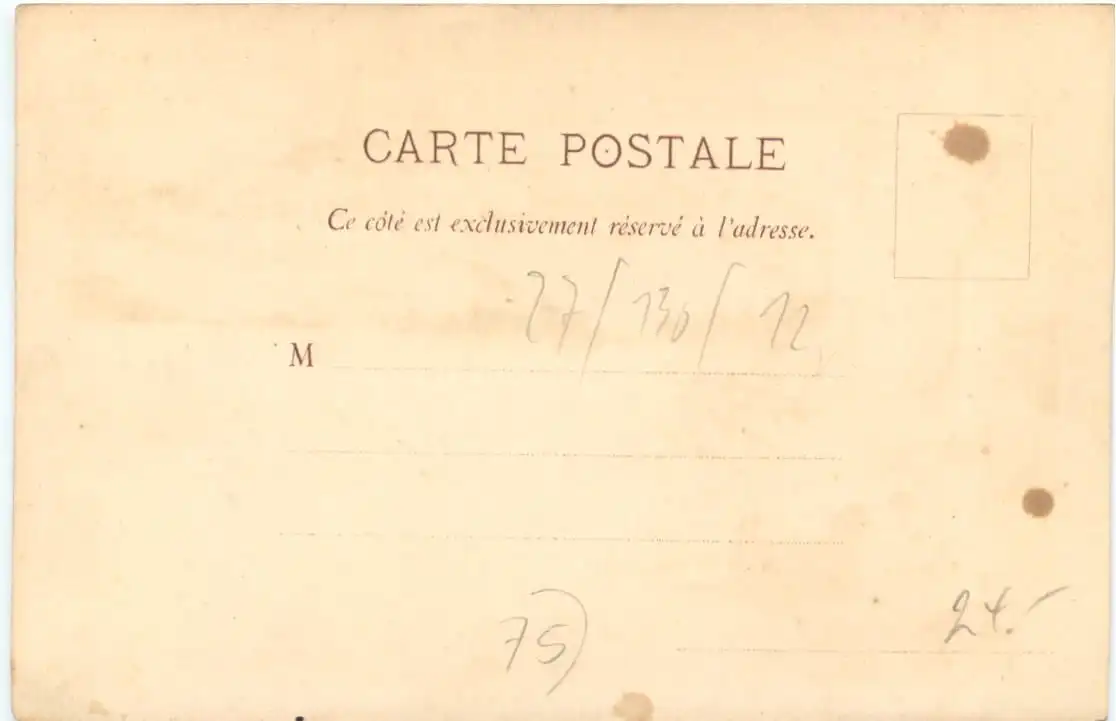 CARTE POSTALE
Ce côté est exclusivement réservé à l'adresse.
27/130/12
M
75)
24.-